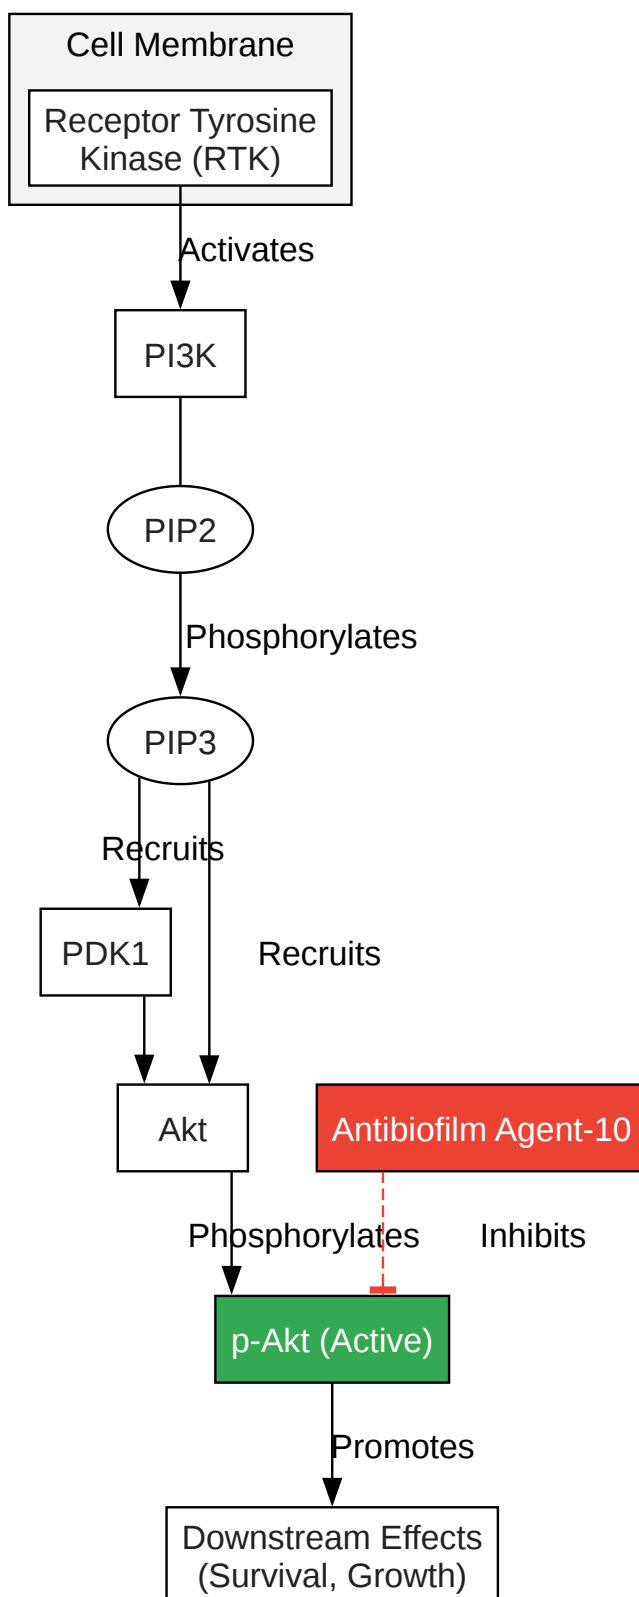 Cell Membrane
Receptor Tyrosine
Kinase (RTK)
Activates
PI3K
PIP2
Phosphorylates
PIP3
Recruits
PDK1
Recruits
Akt
Antibiofilm Agent-10
Phosphorylates
Inhibits
p-Akt (Active)
Promotes
Downstream Effects
(Survival, Growth)